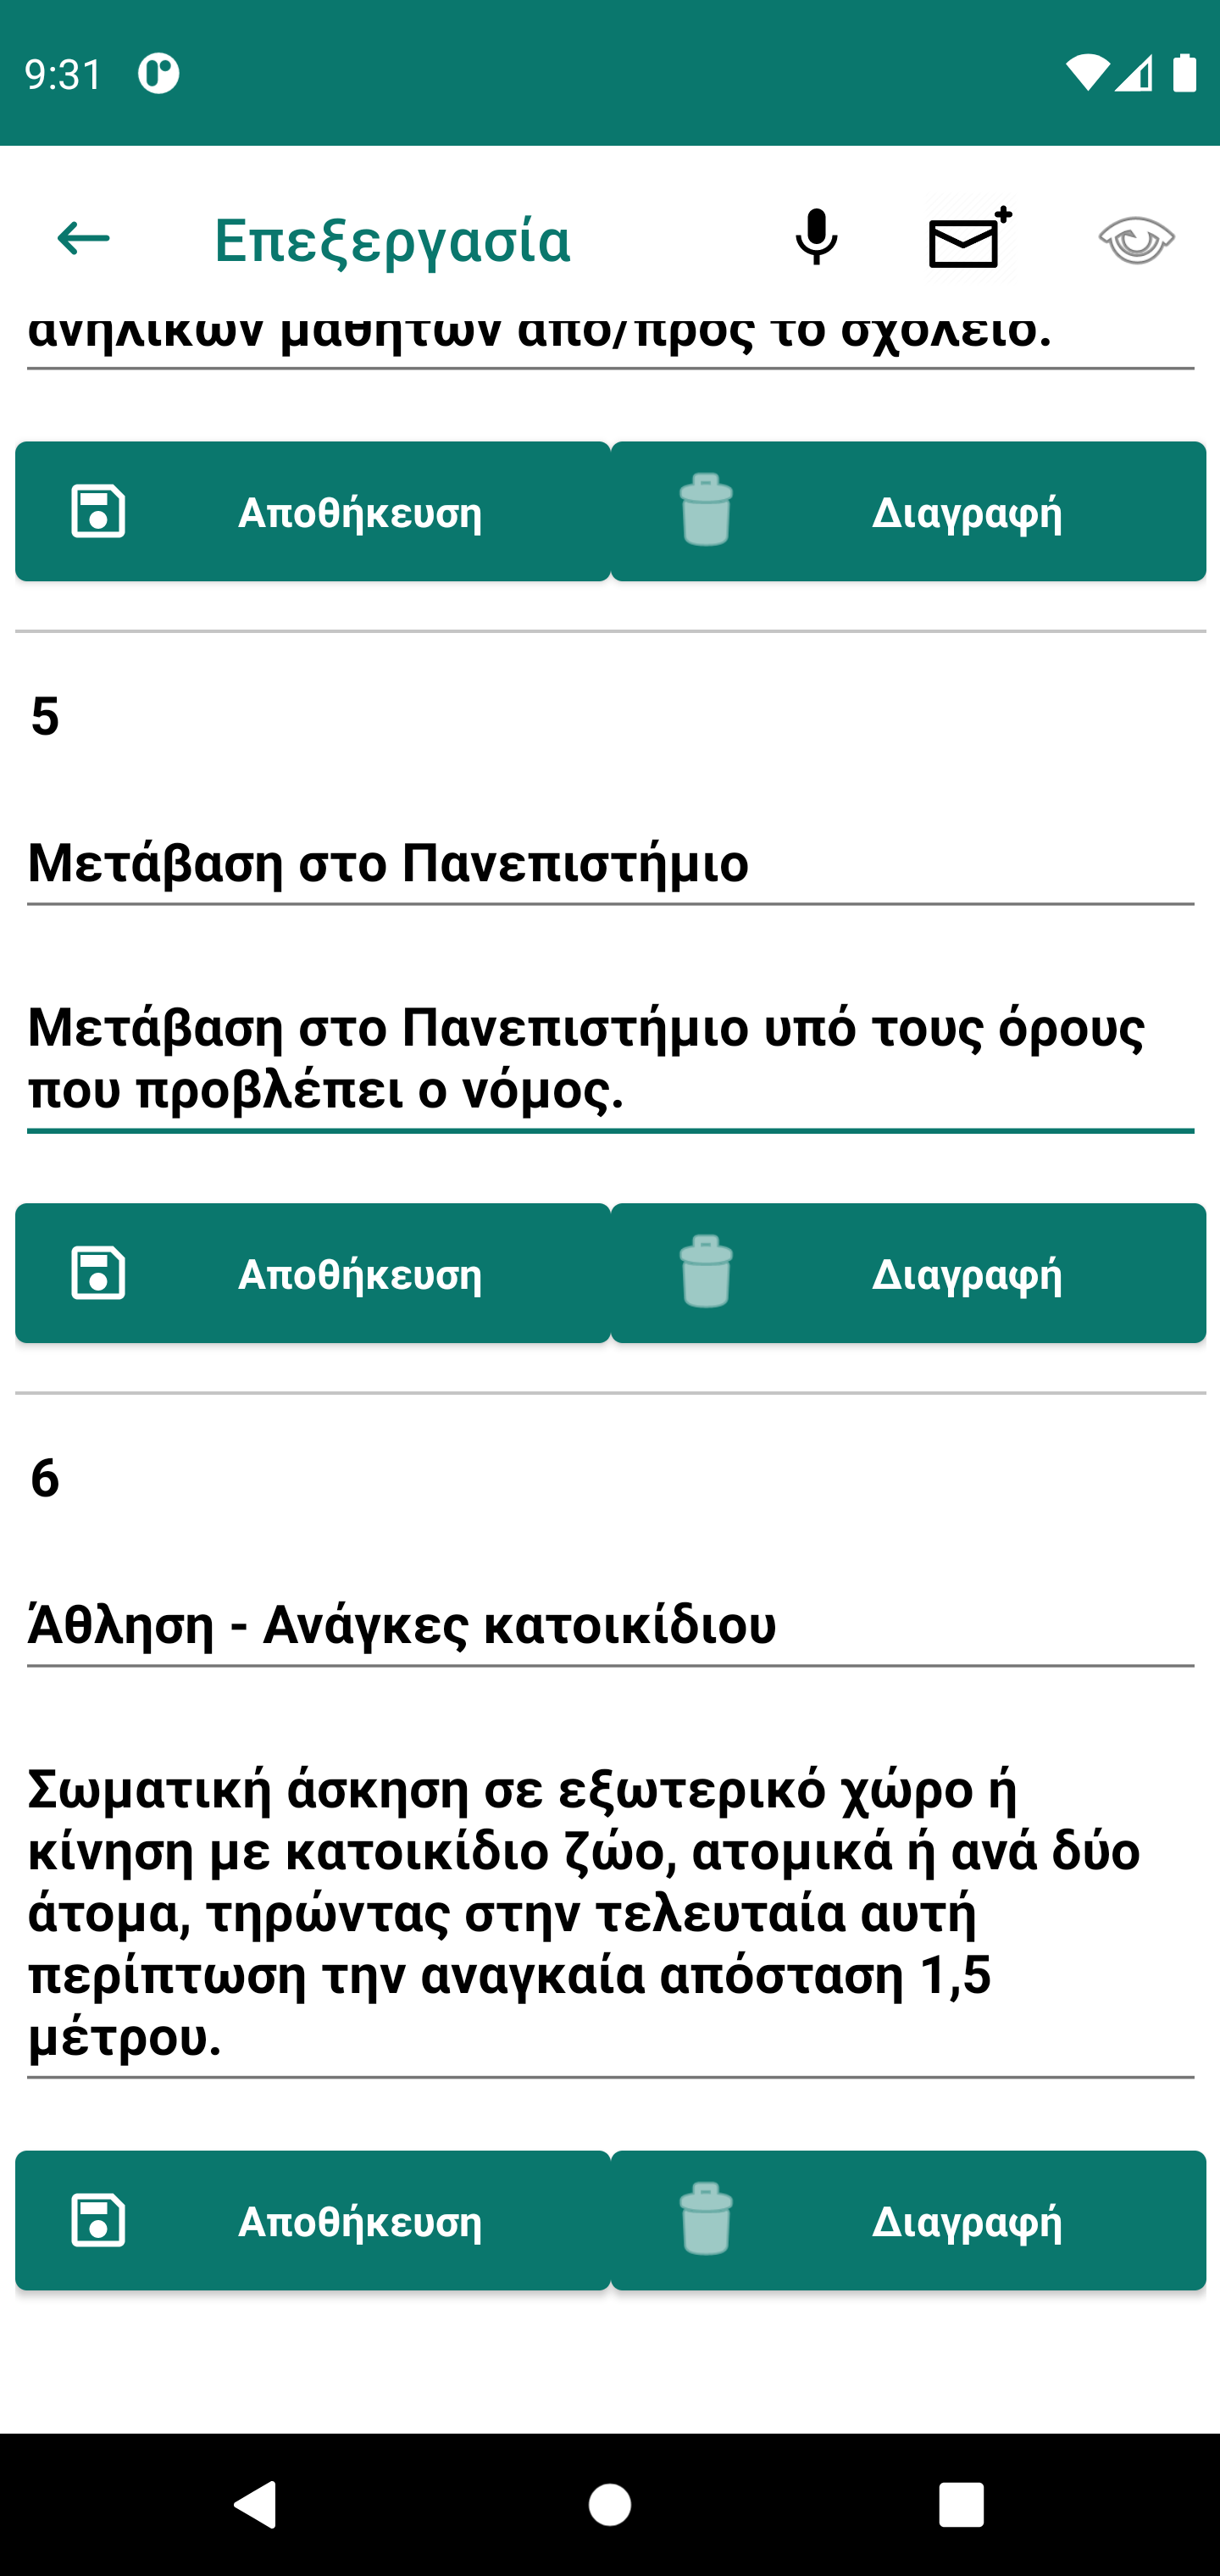 9:31
Επεξεργασία
ανηλίκων μαθητών από/προς το σχολείο.
Αποθήκευση
Διαγραφή
5
Μετάβαση στο Πανεπιστήμιο
Μετάβαση στο Πανεπιστήμιο υπό τους όρους
που προβλέπει ο νόμος.
Αποθήκευση
Διαγραφή
6
Άθληση - Ανάγκες κατοικίδιου
Σωματική άσκηση σε εξωτερικό χώρο ή
κίνηση με κατοικίδιο ζώο, ατομικά ή ανά δύο
άτομα, τηρώντας στην τελευταία αυτή
περίπτωση την αναγκαία απόσταση 1,5
μέτρου.
Αποθήκευση
Διαγραφή